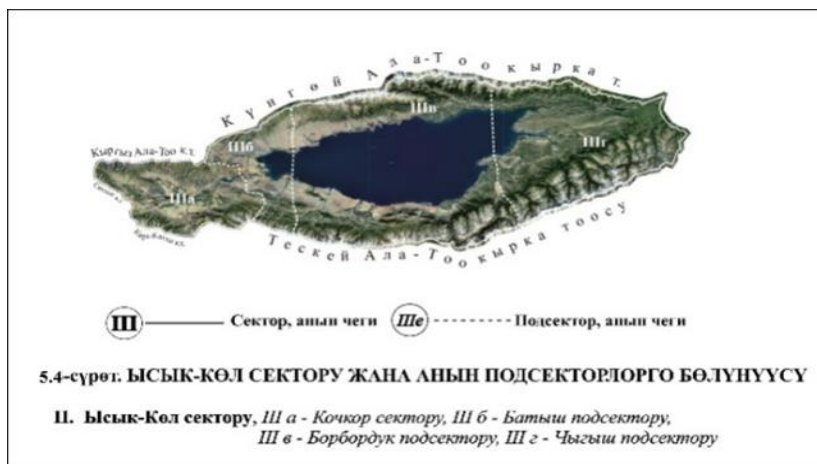 Күнгөй Ала-Тоо кырка т.
IIIв
IIIб
IIIг
Кыргыз Ала-Тоо к.т.
IIIа
Тескей Ала-Тоо кырка тоосу
III Сектор, анын чеги IIIе Подсектор, анын чеги
5.4-сүрөт. ЫСЫК-КӨЛ СЕКТОРУ ЖАНА АНЫН ПОДСЕКТОРЛОРГО БӨЛҮНҮҮСҮ
II. Ысык-Көл сектору, III а - Кочкор сектору, III б - Батыш подсектору,
III в - Борбордук подсектору, III г - Чыгыш подсектору